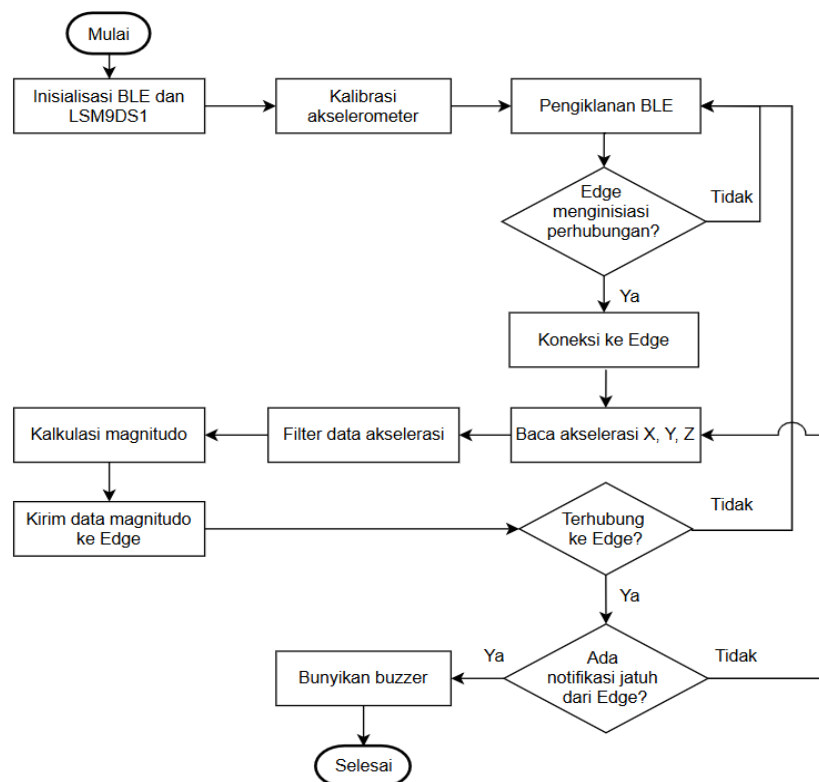 Mulai
Inisialisasi BLE dan
LSM9DS1
Kalibrasi
akselerometer
Pengiklanan BLE
Edge
menginisiasi
perhubungan?
Tidak
Ya
Koneksi ke Edge
Baca akselerasi X, Y, Z
Filter data akselerasi
Kalkulasi magnitudo
Kirim data magnitudo
ke Edge
Terhubung
ke Edge?
Tidak
Ya
Ada
notifikasi jatuh
dari Edge?
Tidak
Ya
Bunyikan buzzer
Selesai